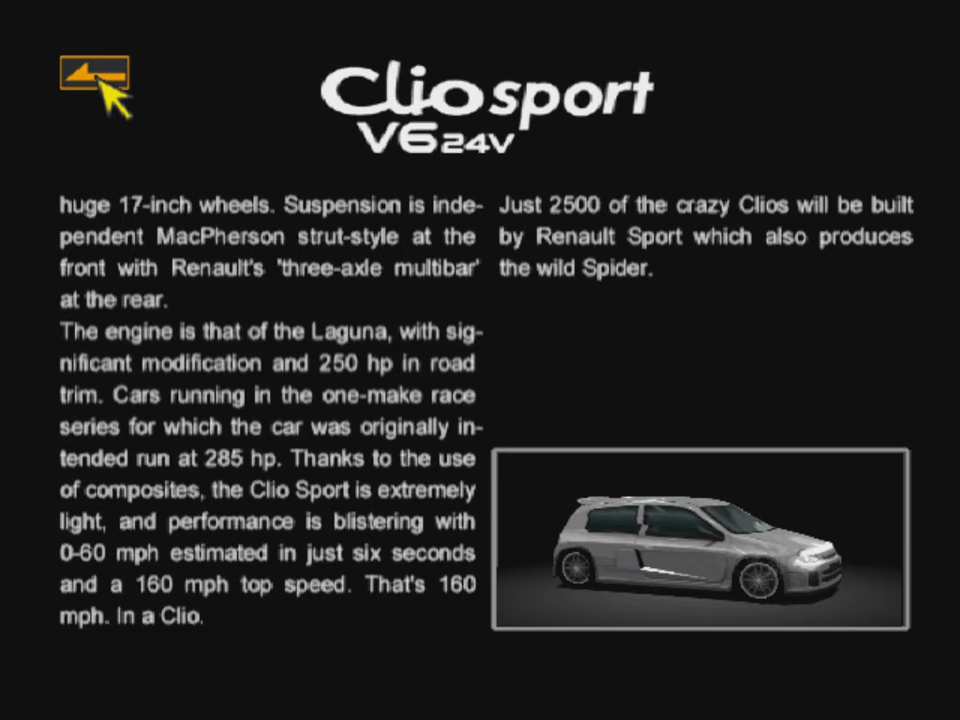 Clio sport
V6 24V
huge 17-inch wheels. Suspension is inde-
pendent MacPherson strut-style at the
front with Renault's 'three-axle multibar'
at the rear.
The engine is that of the Laguna, with sig-
nificant modification and 250 hp in road
trim. Cars running in the one-make race
series for which the car was originally in-
tended run at 285 hp. Thanks to the use
of composites, the Clio Sport is extremely
light, and performance is blistering with
0-60 mph estimated in just six seconds
and a 160 mph top speed. That's 160
mph. In a Clio.
Just 2500 of the crazy Clios will be built
by Renault Sport which also produces
the wild Spider.